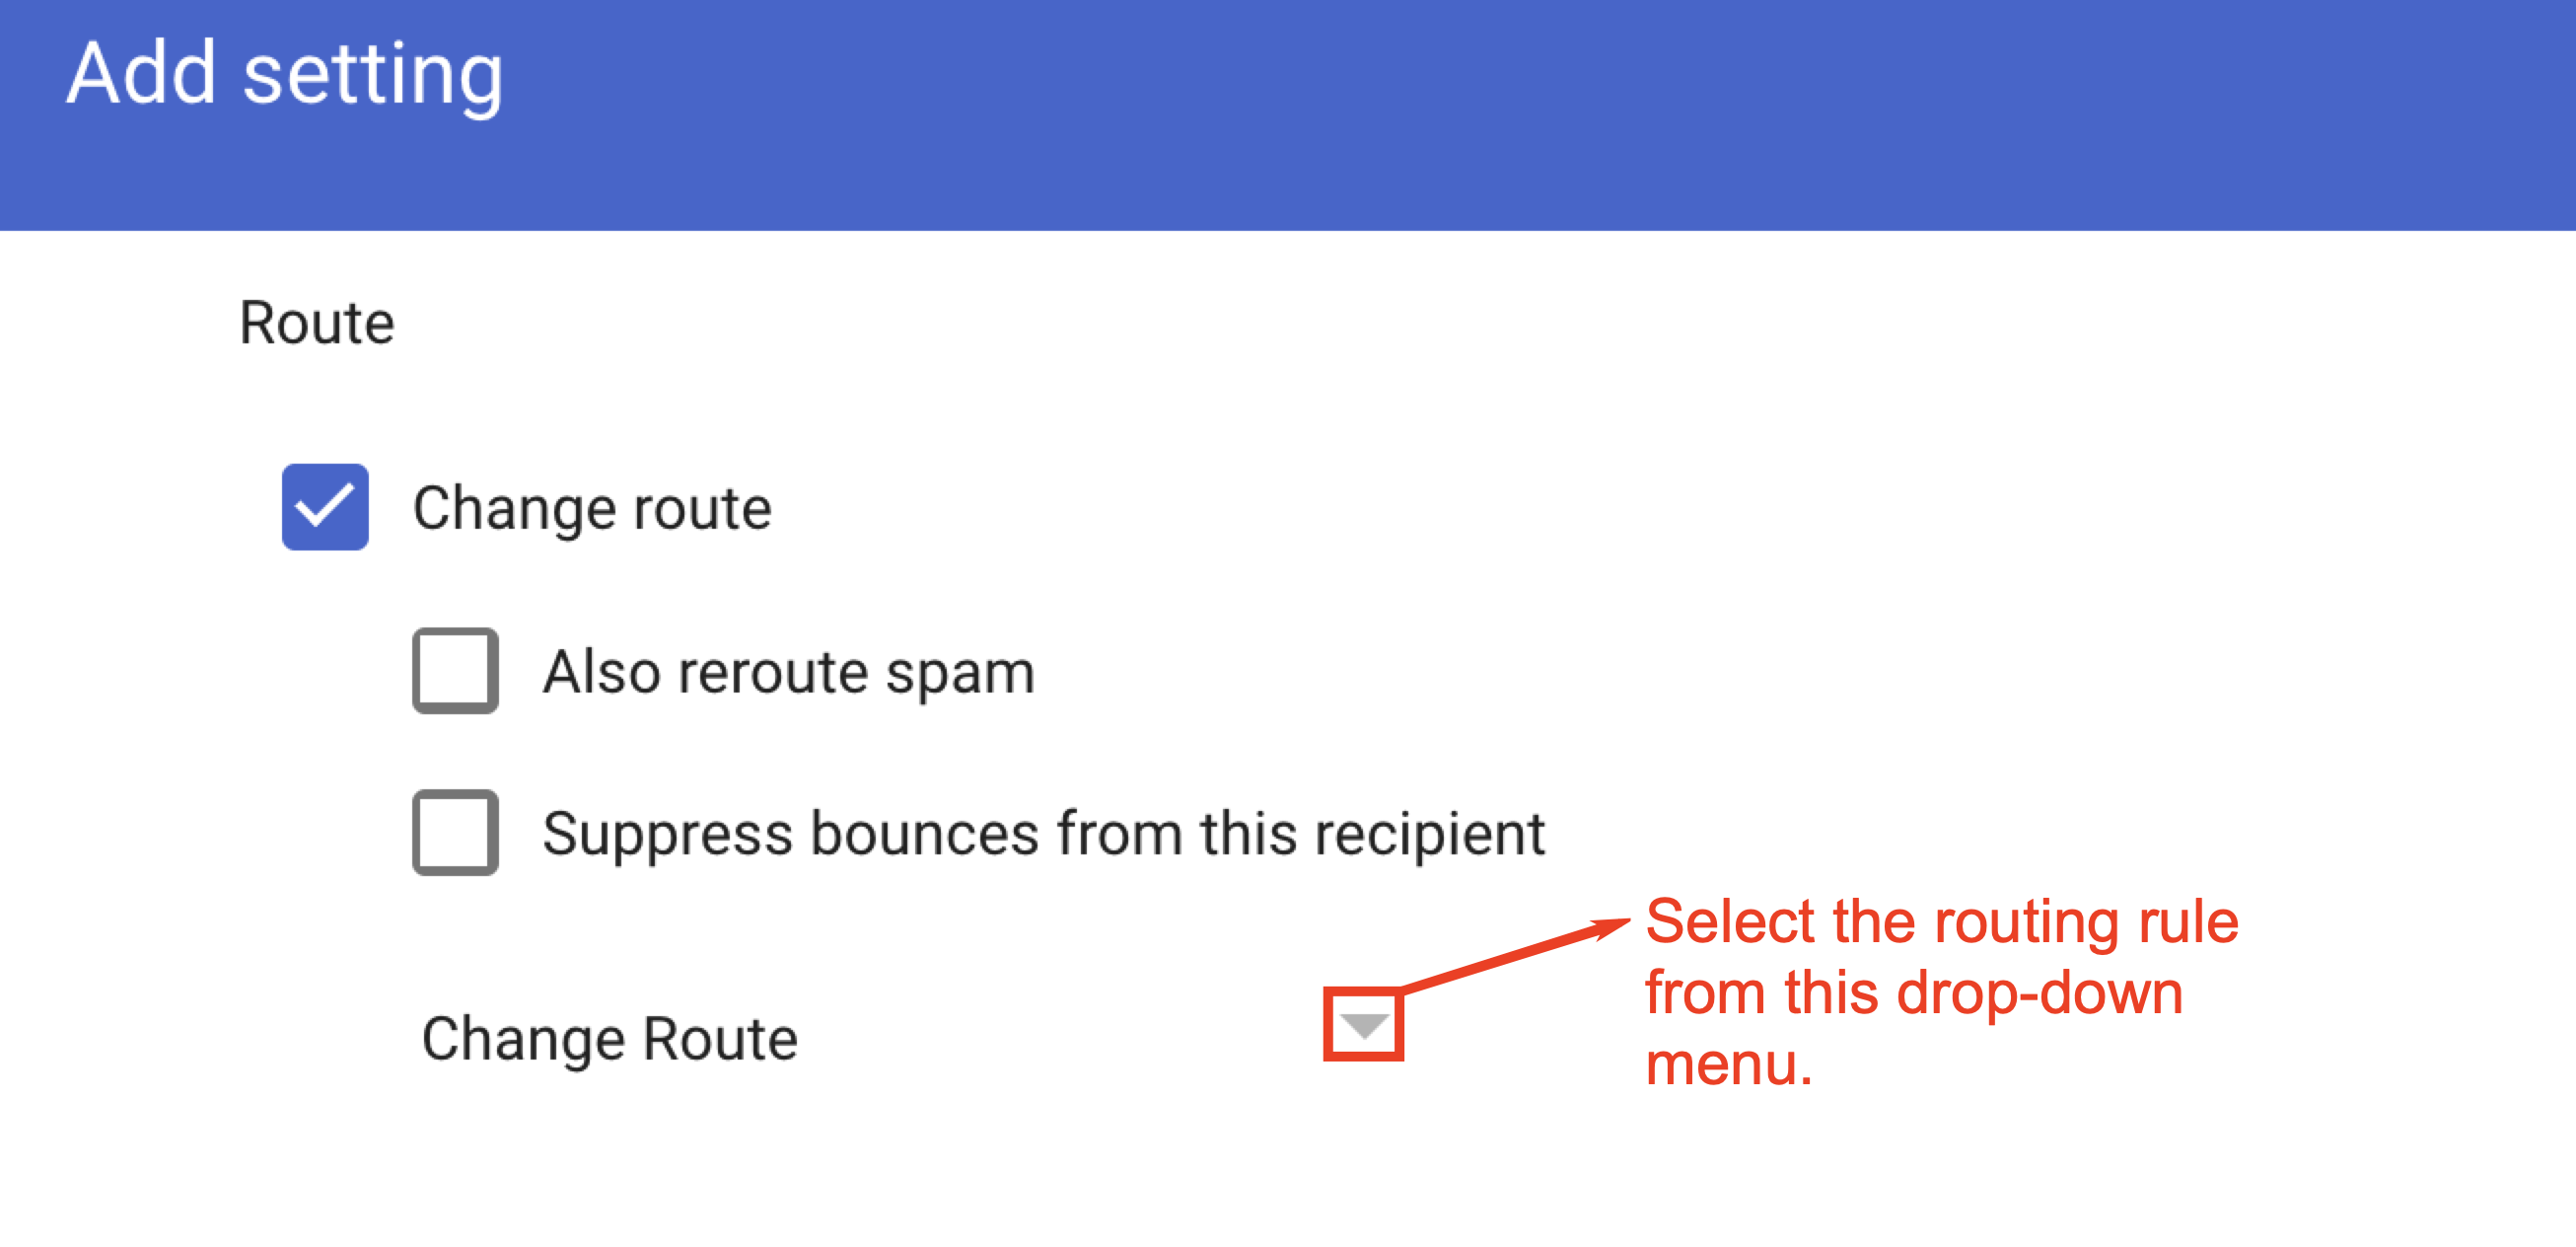 Add setting
Route
Change route
Also reroute spam
Suppress bounces from this recipient
Change Route
Select the routing rule
from this drop-down
menu.